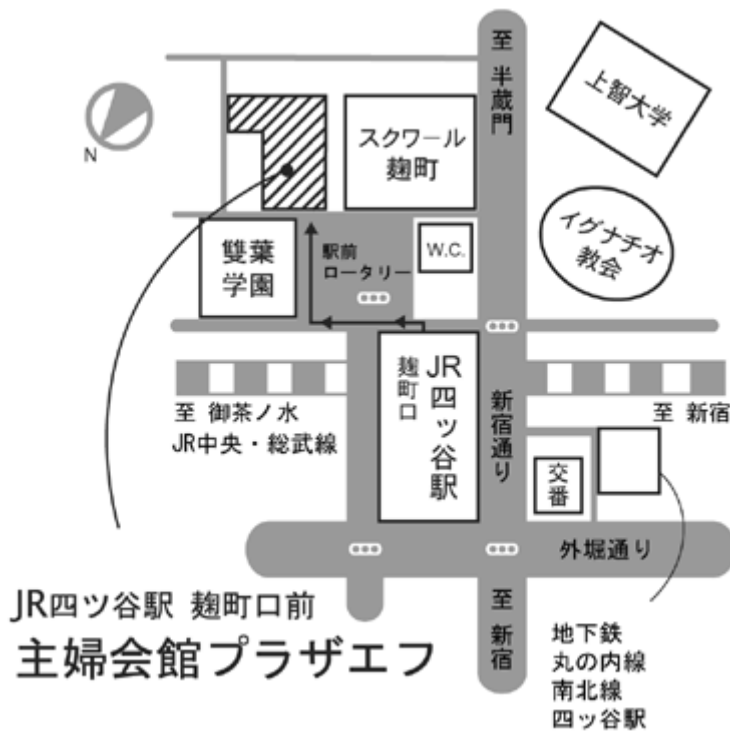 至 半蔵門
上智大学
N
スクワール
麹町
イグナチオ
教会
雙葉
学園
駅前
ロータリー
W.C.
麹町口
JR四ッ谷駅
新宿通り
至 御茶ノ水
JR中央・総武線
至 新宿
交番
外堀通り
至 新宿
JR四ツ谷駅 麹町口前
主婦会館プラザエフ
地下鉄
丸の内線
南北線
四ッ谷駅